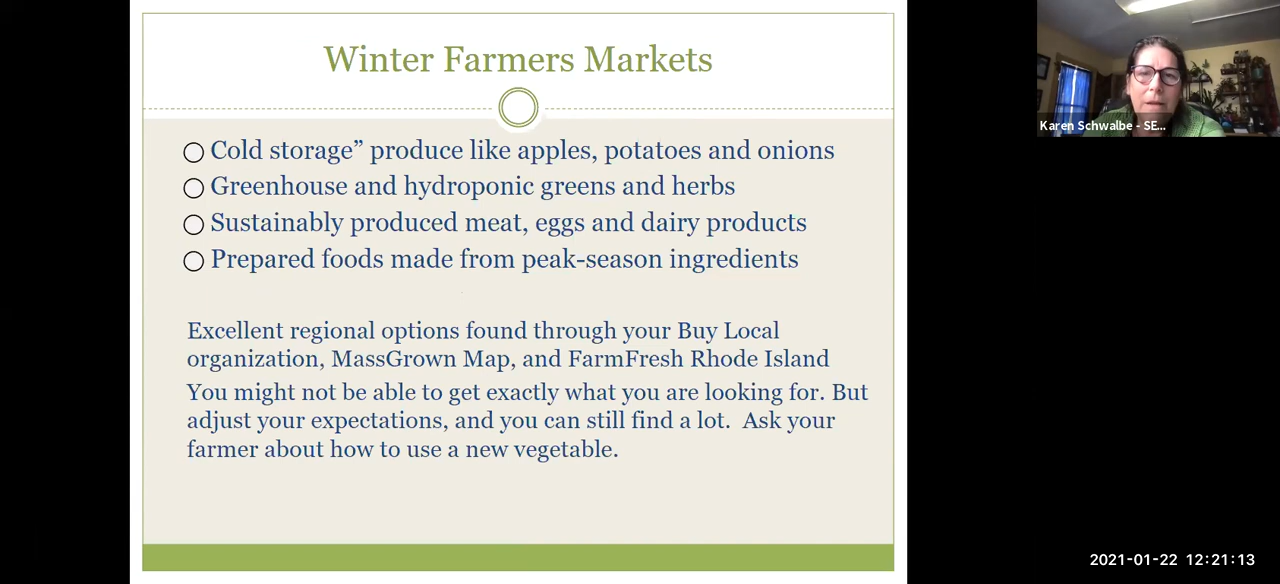 Winter Farmers Markets
Cold storage” produce like apples, potatoes and onions
Greenhouse and hydroponic greens and herbs
Sustainably produced meat, eggs and dairy products
Prepared foods made from peak-season ingredients
Excellent regional options found through your Buy Local
organization, MassGrown Map, and FarmFresh Rhode Island
You might not be able to get exactly what you are looking for. But
adjust your expectations, and you can still find a lot.  Ask your
farmer about how to use a new vegetable.
Karen Schwalbe - SE...
2021-01-22 12:21:13